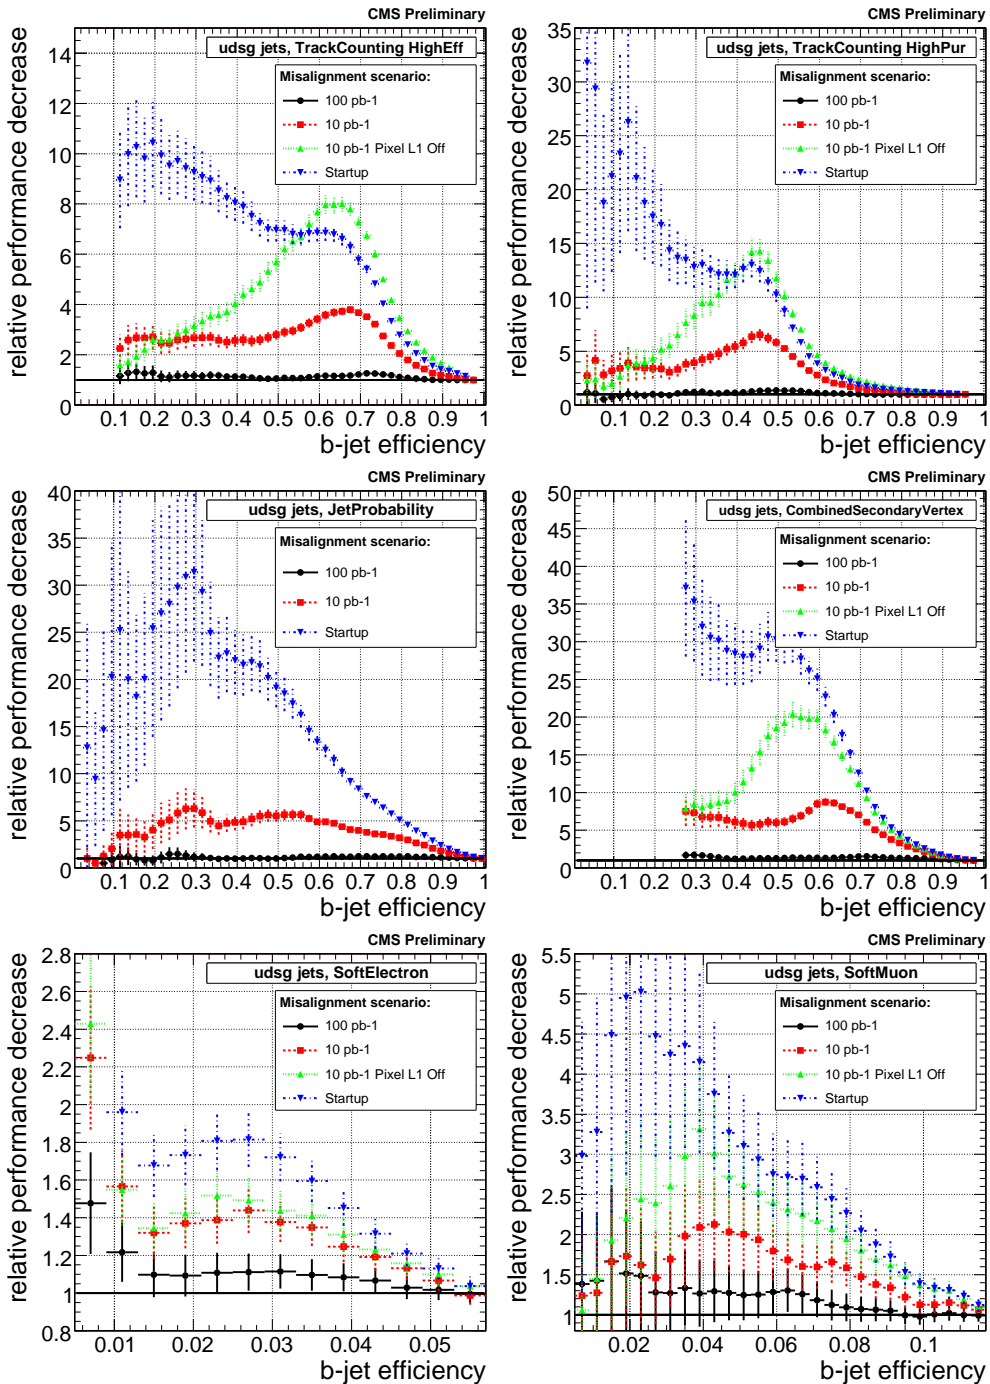 CMS Preliminary
relative performance decrease
udsg jets, TrackCounting HighEff
Misalignment scenario:
100 pb-1
10 pb-1
10 pb-1 Pixel L1 Off
Startup
14
12
10
8
6
4
2
0
0.1 0.2 0.3 0.4 0.5 0.6 0.7 0.8 0.9 1
b-jet efficiency
CMS Preliminary
relative performance decrease
udsg jets, TrackCounting HighPur
Misalignment scenario:
100 pb-1
10 pb-1
10 pb-1 Pixel L1 Off
Startup
35
30
25
20
15
10
5
0
0.1 0.2 0.3 0.4 0.5 0.6 0.7 0.8 0.9 1
b-jet efficiency
CMS Preliminary
relative performance decrease
udsg jets, JetProbability
Misalignment scenario:
100 pb-1
10 pb-1
Startup
40
35
30
25
20
15
10
5
0
0.1 0.2 0.3 0.4 0.5 0.6 0.7 0.8 0.9 1
b-jet efficiency
CMS Preliminary
relative performance decrease
udsg jets, CombinedSecondaryVertex
Misalignment scenario:
100 pb-1
10 pb-1
10 pb-1 Pixel L1 Off
Startup
50
45
40
35
30
25
20
15
10
5
0
0.1 0.2 0.3 0.4 0.5 0.6 0.7 0.8 0.9 1
b-jet efficiency
CMS Preliminary
relative performance decrease
udsg jets, SoftElectron
Misalignment scenario:
100 pb-1
10 pb-1
10 pb-1 Pixel L1 Off
Startup
2.8
2.6
2.4
2.2
2
1.8
1.6
1.4
1.2
1
0.8
0.01 0.02 0.03 0.04 0.05
b-jet efficiency
CMS Preliminary
relative performance decrease
udsg jets, SoftMuon
Misalignment scenario:
100 pb-1
10 pb-1
10 pb-1 Pixel L1 Off
Startup
5.5
5
4.5
4
3.5
3
2.5
2
1.5
1
0.02 0.04 0.06 0.08 0.1
b-jet efficiency